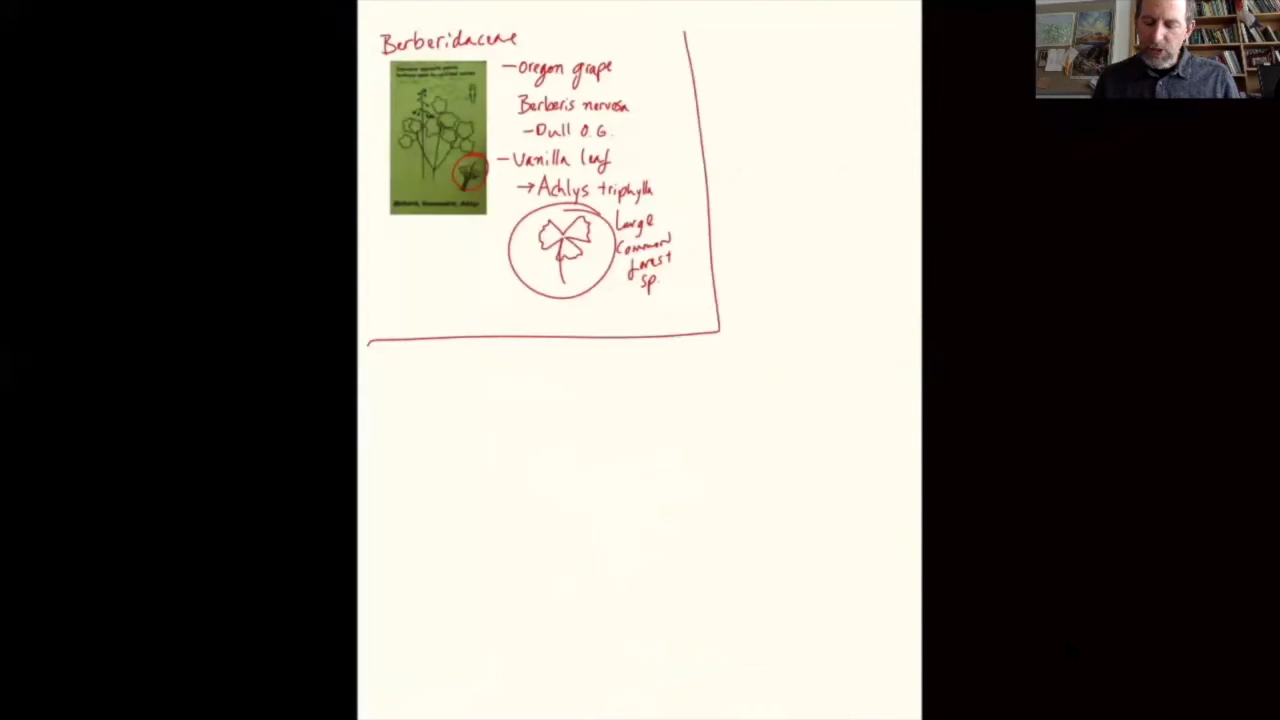 Berberidaceae
- Oregon grape
Berberis nervosa
- Dull O.G.
- Vanilla leaf
→ Achlys triphylla
Large
common
forest
sp.